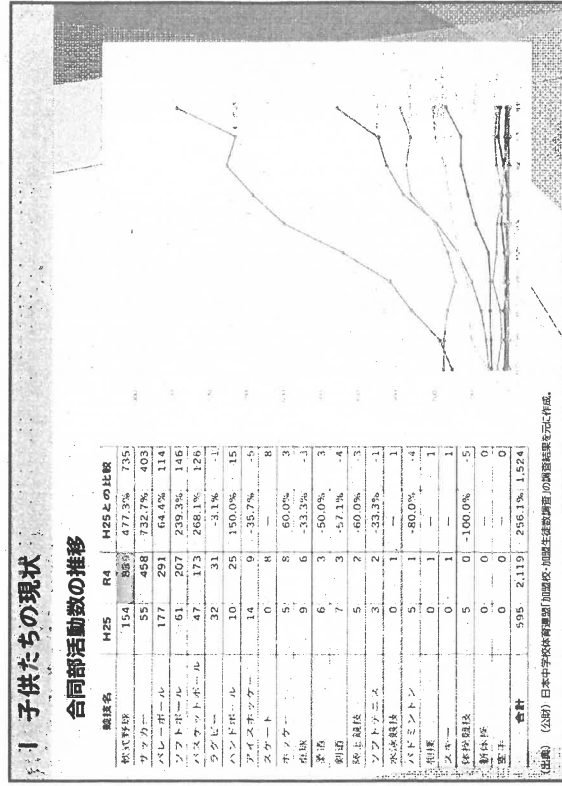 子供たちの現状
合同部活動数の推移
競技名 H25 R4 H25との比較
軟式野球 154 889 477.3% 735
サッカー 55 458 732.7% 403
バレーボール 177 291 64.4% 114
ソフトボール 61 207 239.3% 146
バスケットボール 47 173 268.1% 126
ラグビー 32 31 -3.1% -1
ハンドボール 10 25 150.0% 15
アイスホッケー 14 9 -35.7% -5
スケート 0 8 — 8
ホッケー 5 8 60.0% 3
卓球 9 6 -33.3% -3
柔道 6 3 -50.0% 3
剣道 7 3 -57.1% -4
陸上競技 5 2 -60.0% -3
ソフトテニス 3 2 -33.3% -1
水泳競技 0 1 — 1
バドミントン 5 1 -80.0% -4
相撲 0 1 — 1
スキー 0 1 — 1
体操競技 5 0 -100.0% -5
新体操 0 0 — 0
0 0 — 0
合計 595 2,119 256.1% 1,524
(出典) (公財)日本中学校体育連盟「加盟校・加盟生徒数調査」の調査結果を元に作成。